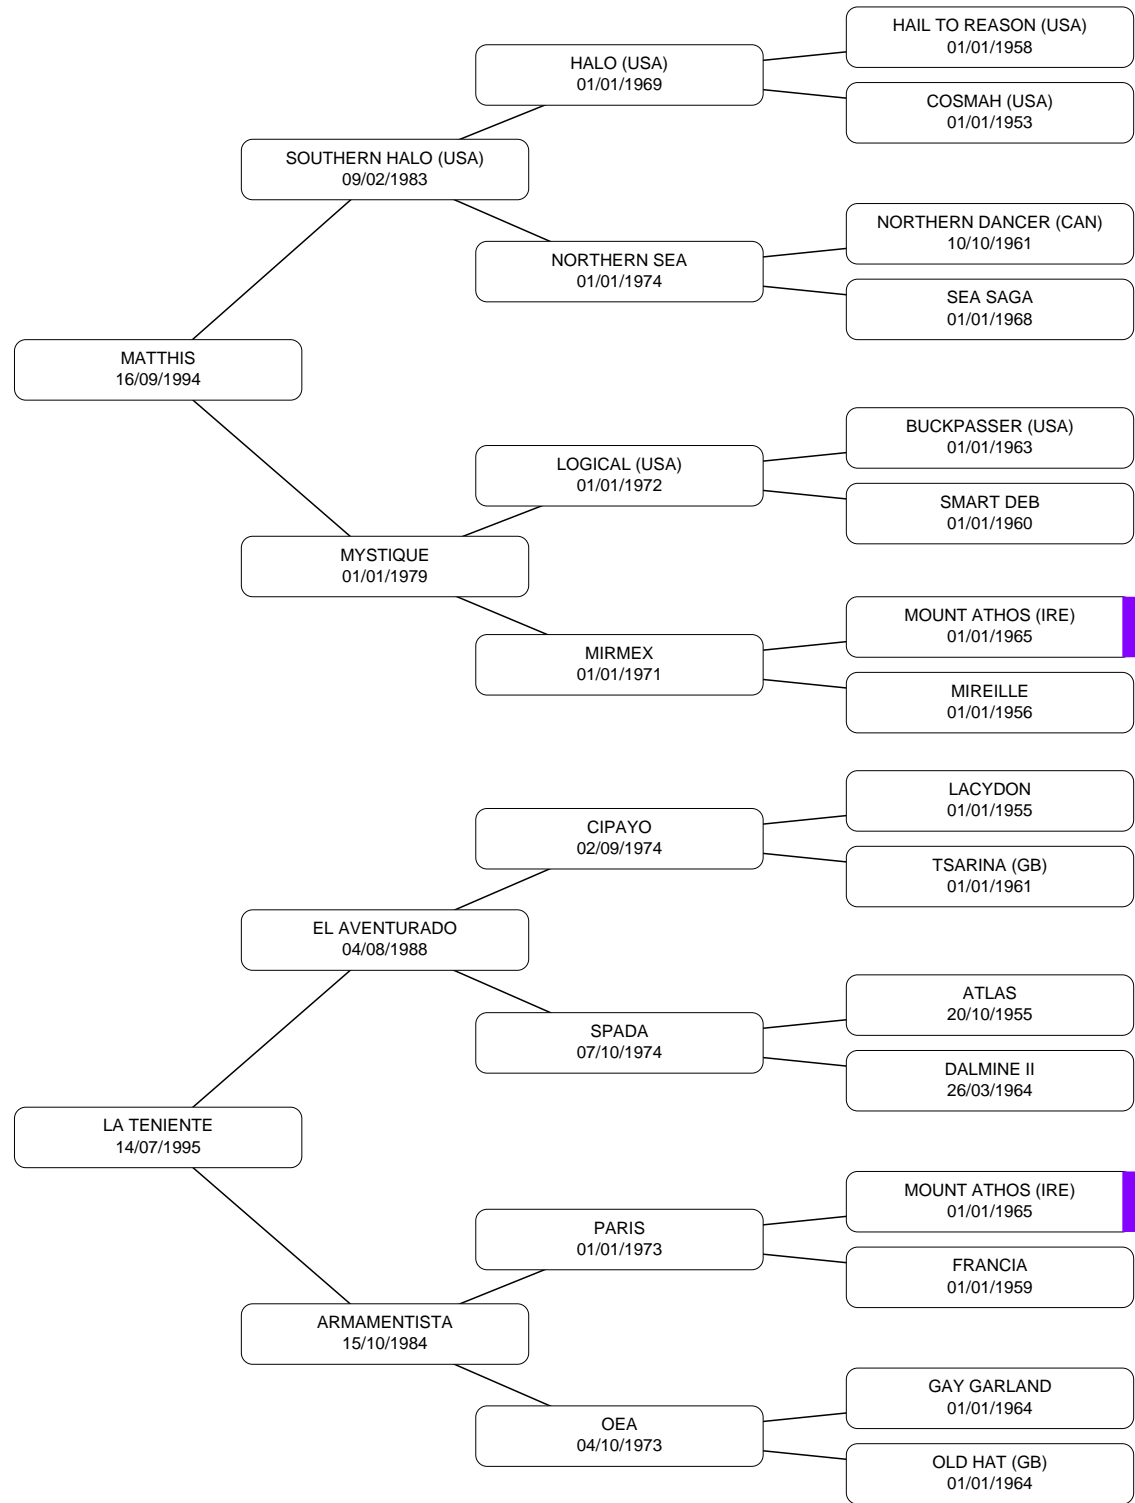 HAIL TO REASON (USA)
01/01/1958
HALO (USA)
01/01/1969
COSMAH (USA)
01/01/1953
SOUTHERN HALO (USA)
09/02/1983
NORTHERN DANCER (CAN)
10/10/1961
NORTHERN SEA
01/01/1974
SEA SAGA
01/01/1968
MATTHIS
16/09/1994
BUCKPASSER (USA)
01/01/1963
LOGICAL (USA)
01/01/1972
SMART DEB
01/01/1960
MYSTIQUE
01/01/1979
MOUNT ATHOS (IRE)
01/01/1965
MIRMEX
01/01/1971
MIREILLE
01/01/1956
LACYDON
01/01/1955
CIPAYO
02/09/1974
TSARINA (GB)
01/01/1961
EL AVENTURADO
04/08/1988
ATLAS
20/10/1955
SPADA
07/10/1974
DALMINE II
26/03/1964
LA TENIENTE
14/07/1995
MOUNT ATHOS (IRE)
01/01/1965
PARIS
01/01/1973
FRANCIA
01/01/1959
ARMAMENTISTA
15/10/1984
GAY GARLAND
01/01/1964
OEA
04/10/1973
OLD HAT (GB)
01/01/1964